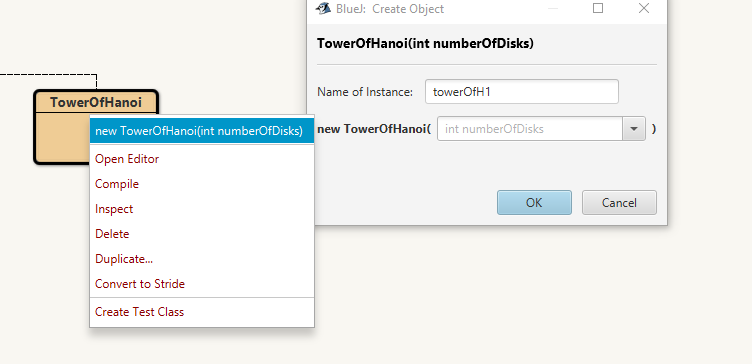 BlueJ: Create Object
TowerOfHanoi(int numberOfDisks)
Name of Instance: towerOfH1
new TowerOfHanoi( int numberOfDisks )
OK Cancel
TowerOfHanoi
new TowerOfHanoi(int numberOfDisks)
Open Editor
Compile
Inspect
Delete
Duplicate...
Convert to Stride
Create Test Class